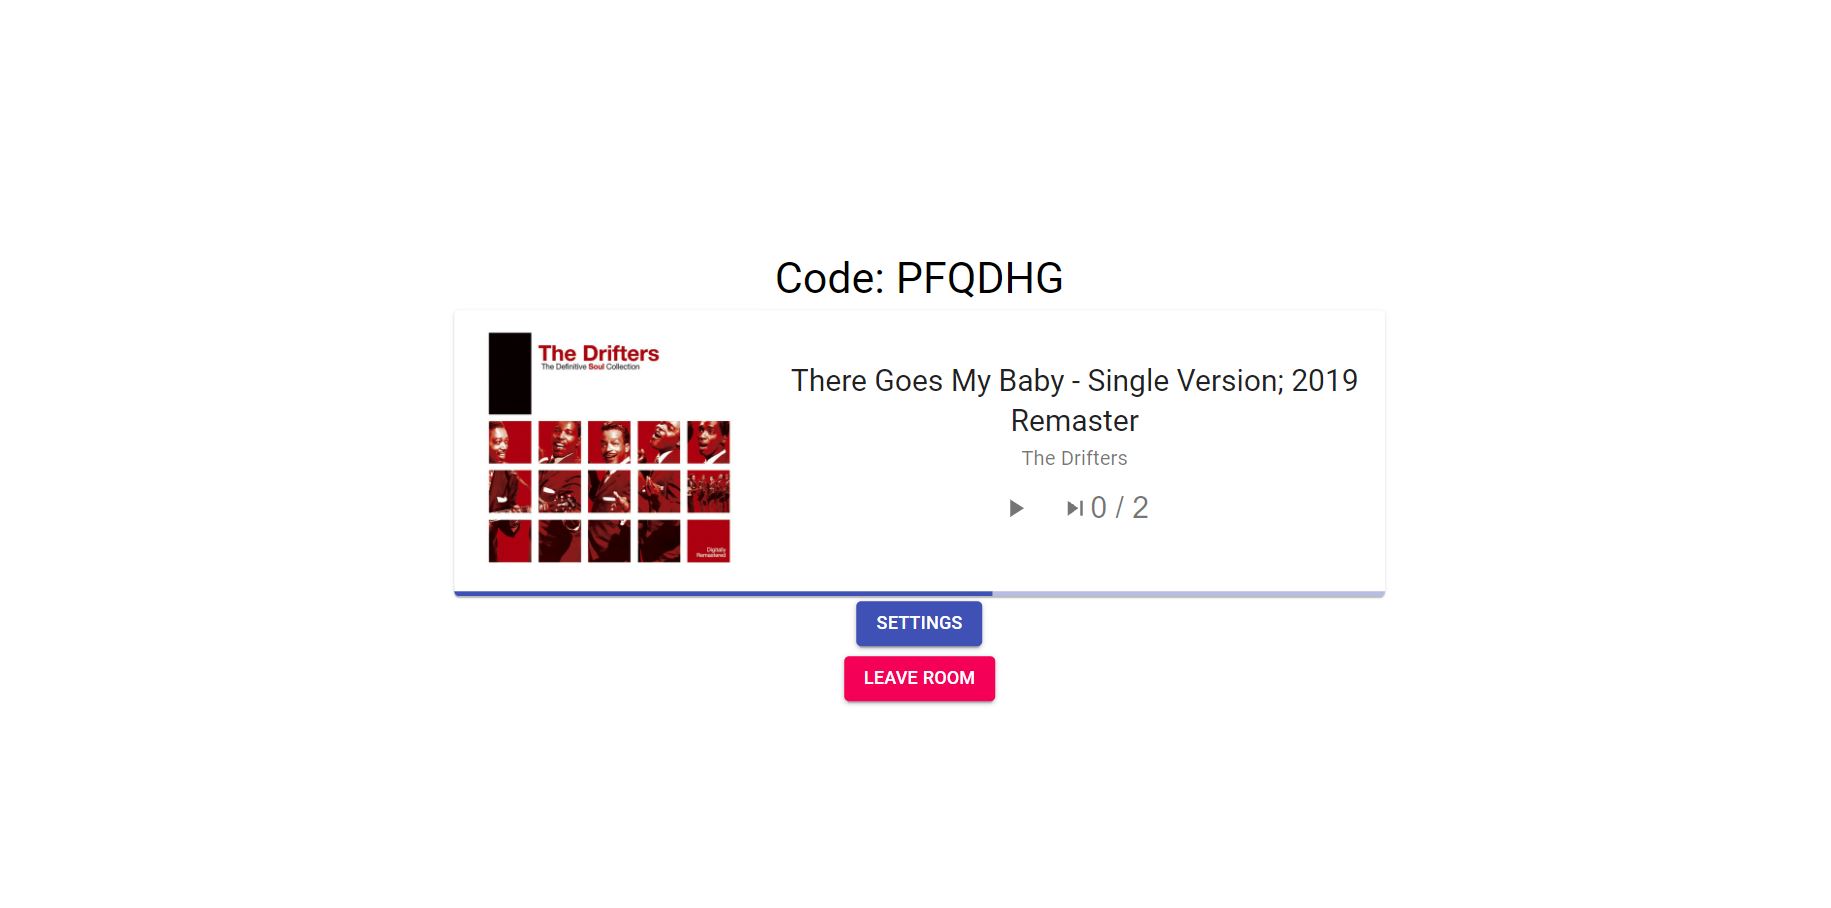 Code: PFQDHG
The Drifters
The Definitive Soul Collection
Digitally
Remastered
There Goes My Baby - Single Version; 2019
Remaster
The Drifters
0 / 2
SETTINGS
LEAVE ROOM